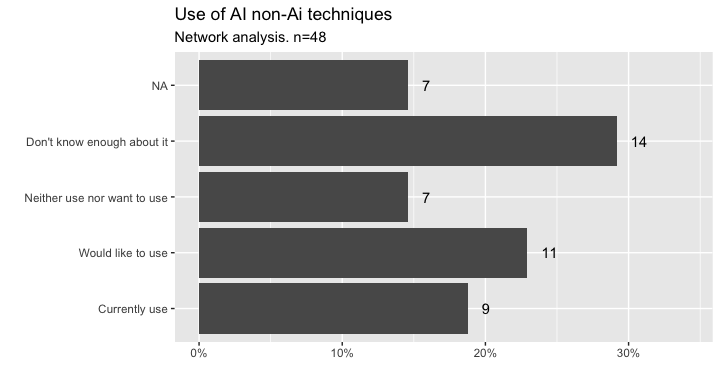 Use of AI non-Ai techniques
Network analysis. n=48
NA
7
Don't know enough about it
14
Neither use nor want to use
7
Would like to use
11
Currently use
9
0%
10%
20%
30%